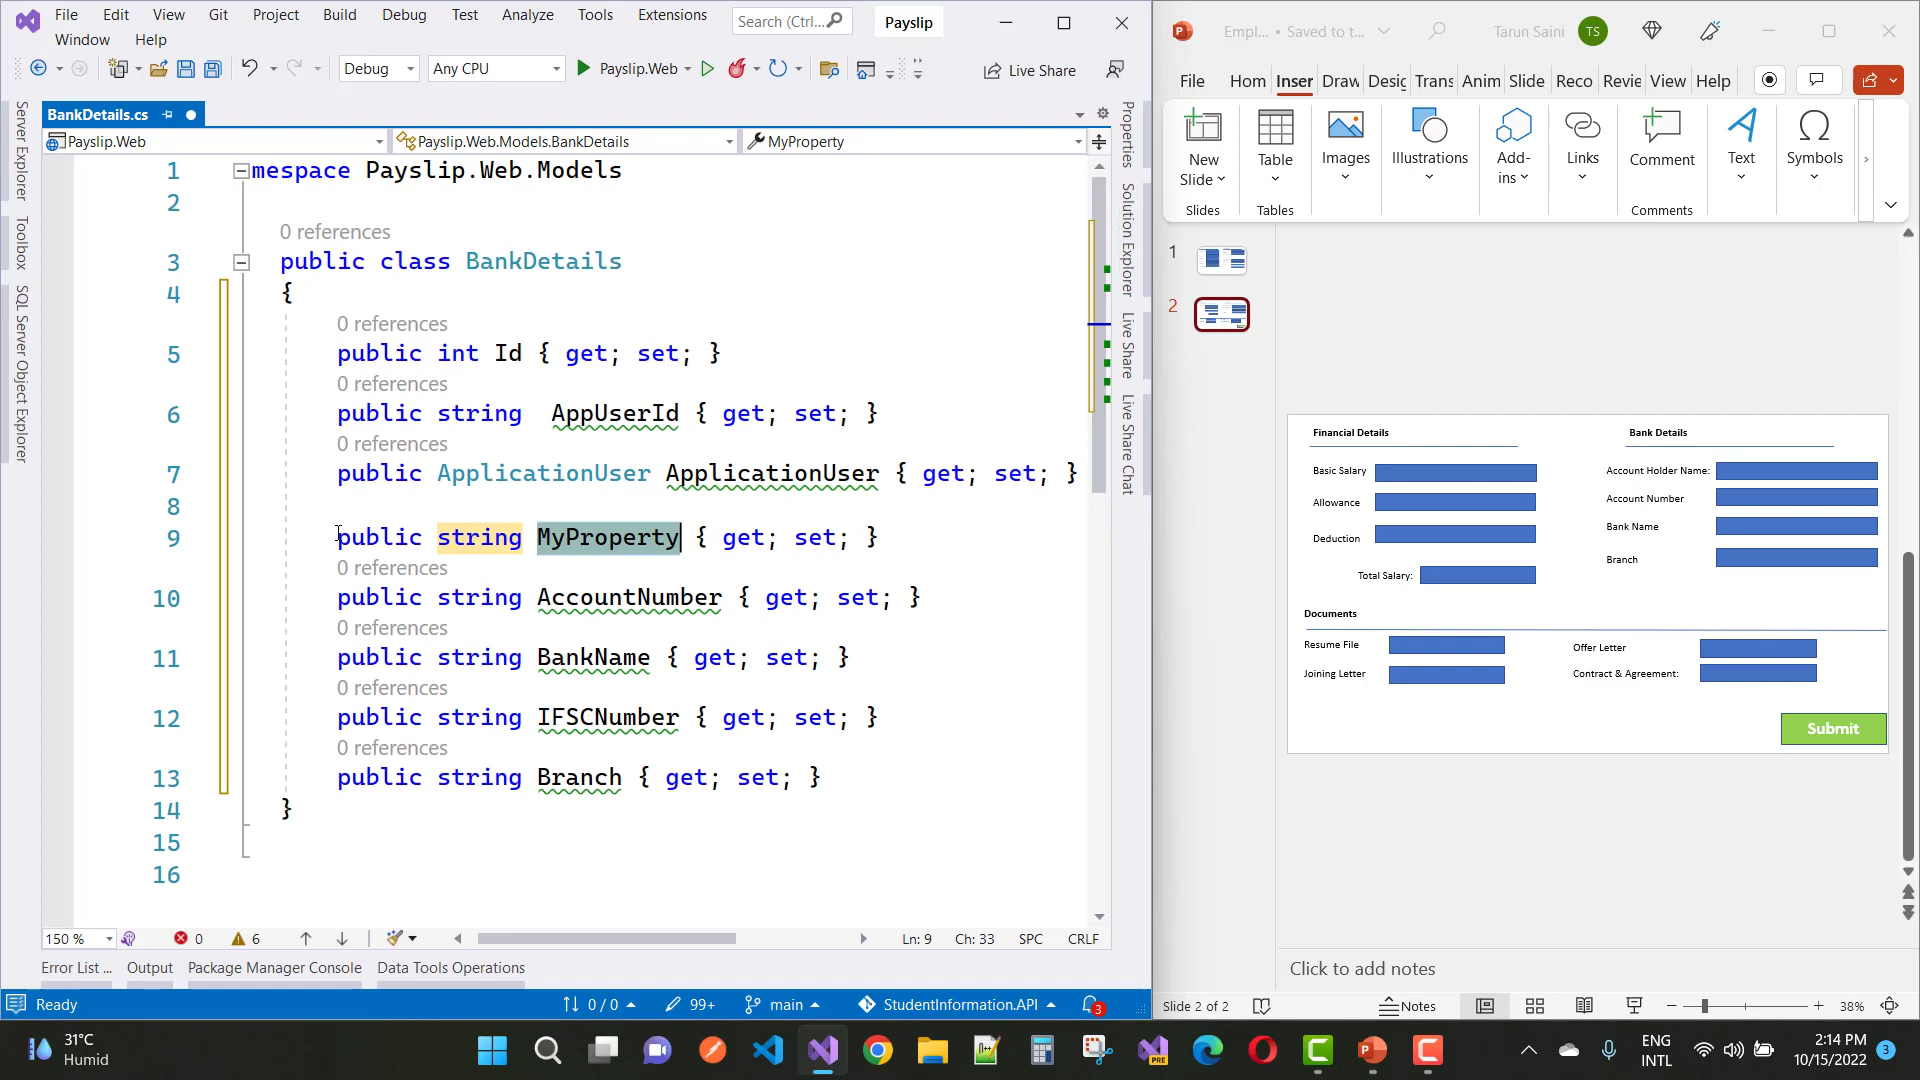 File Edit View Git Project Build Debug Test Analyze Tools Extensions
Window Help
Search (Ctrl...
Payslip
Debug Any CPU Payslip.Web Live Share
BankDetails.cs
Payslip.Web Payslip.Web.Models.BankDetails MyProperty
Server Explorer
Toolbox
SQL Server Object Explorer
1 mespace Payslip.Web.Models
2
0 references
3 public class BankDetails
4 {
0 references
5 public int Id { get; set; }
0 references
6 public string  AppUserId { get; set; }
0 references
7 public ApplicationUser ApplicationUser { get; set; }
8
9 public string MyProperty { get; set; }
0 references
10 public string AccountNumber { get; set; }
0 references
11 public string BankName { get; set; }
0 references
12 public string IFSCNumber { get; set; }
0 references
13 public string Branch { get; set; }
14 }
15
16
Properties
Solution Explorer
Live Share
Live Share Chat
150 % 0 6 Ln: 9 Ch: 33 SPC CRLF
Error List ... Output Package Manager Console Data Tools Operations
Ready 0 / 0 99+ main StudentInformation.API 3
Empl... • Saved to t... Tarun Saini TS
File Hom Inser Draw Desig Trans Anim Slide Reco Revie View Help
New Slide Table Images Illustrations Add-ins Links Comment Text Symbols
Slides Tables Comments
1
2
Financial Details Bank Details
Basic Salary Account Holder Name:
Allowance Account Number
Deduction Bank Name
Total Salary: Branch
Documents
Resume File Offer Letter
Joining Letter Contract & Agreement:
Submit
Click to add notes
Slide 2 of 2 Notes 38%
31°C
Humid
PRE
ENG
INTL
2:14 PM
10/15/2022
3